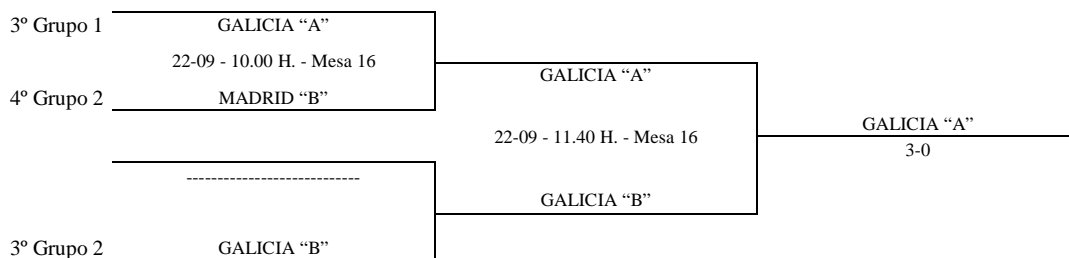 3º Grupo 1 GALICIA “A”
22-09 - 10.00 H. - Mesa 16
GALICIA “A”
4º Grupo 2 MADRID “B”
GALICIA “A”
22-09 - 11.40 H. - Mesa 16
3-0
----------------------------
GALICIA “B”
3º Grupo 2 GALICIA “B”